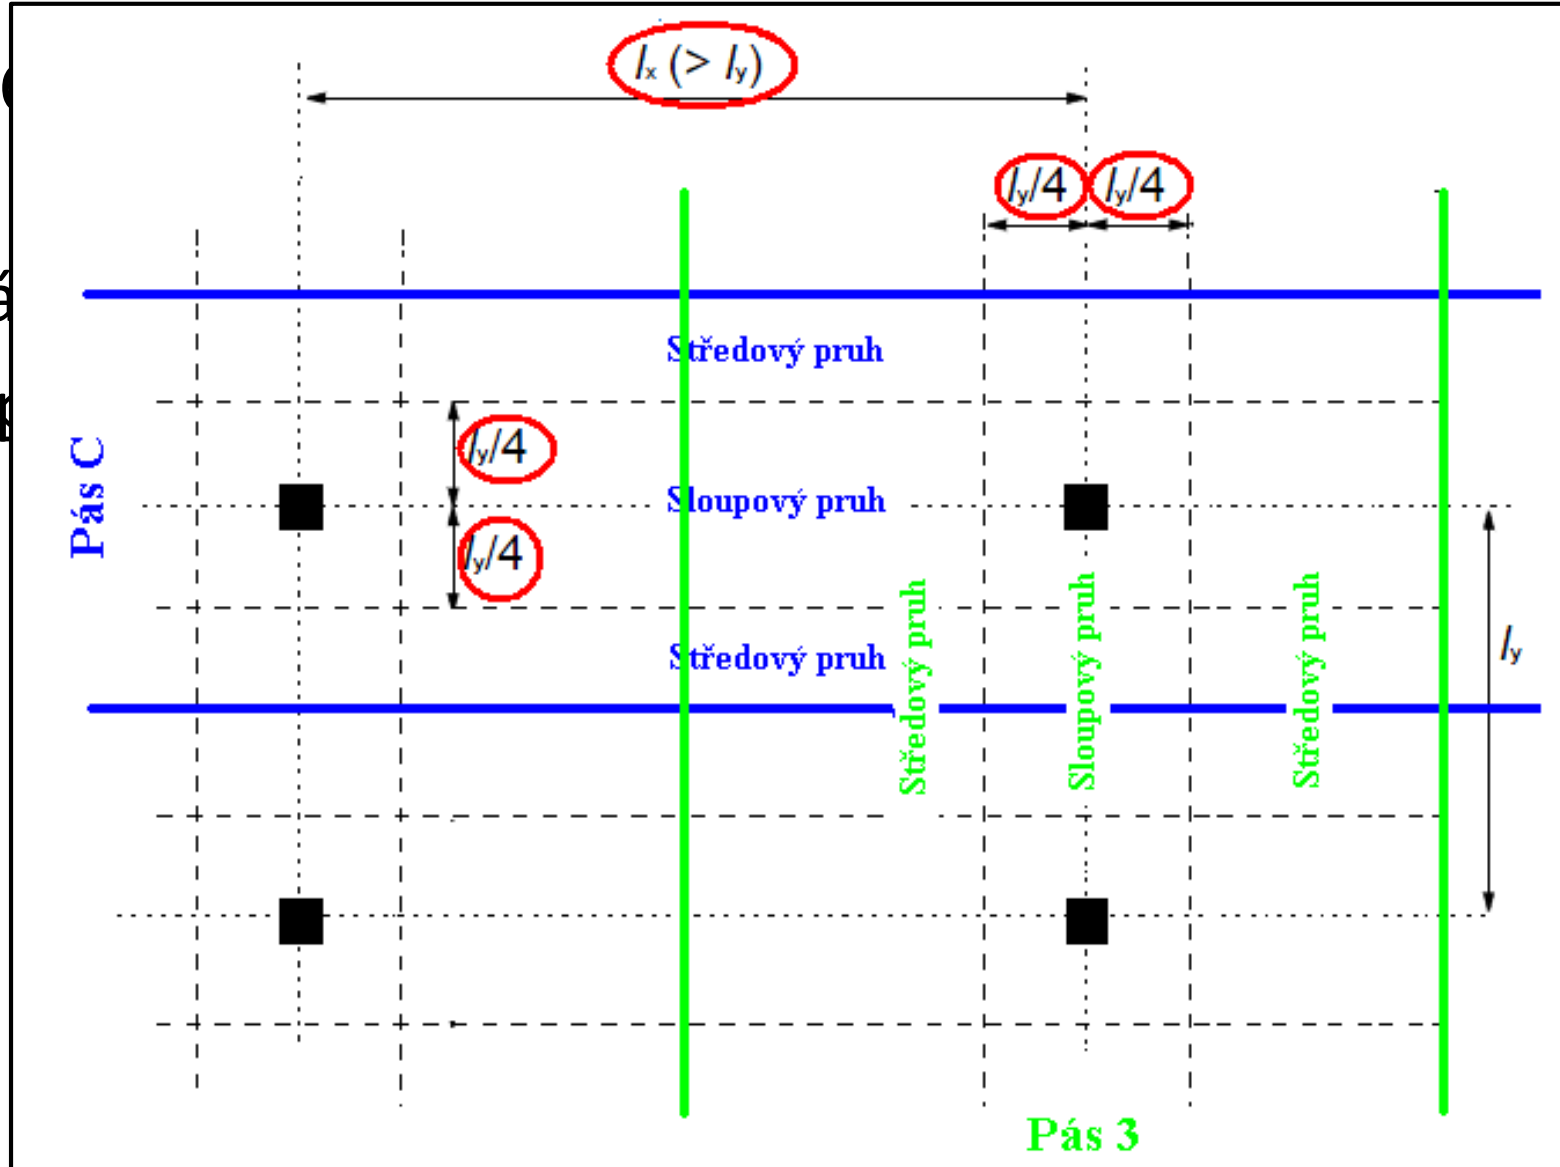 lx (> ly)
ly/4 ly/4
Středový pruh
ly/4
Pás C
Sloupový pruh
ly/4
Středový pruh
Středový pruh
Sloupový pruh
Středový pruh
ly
Pás 3